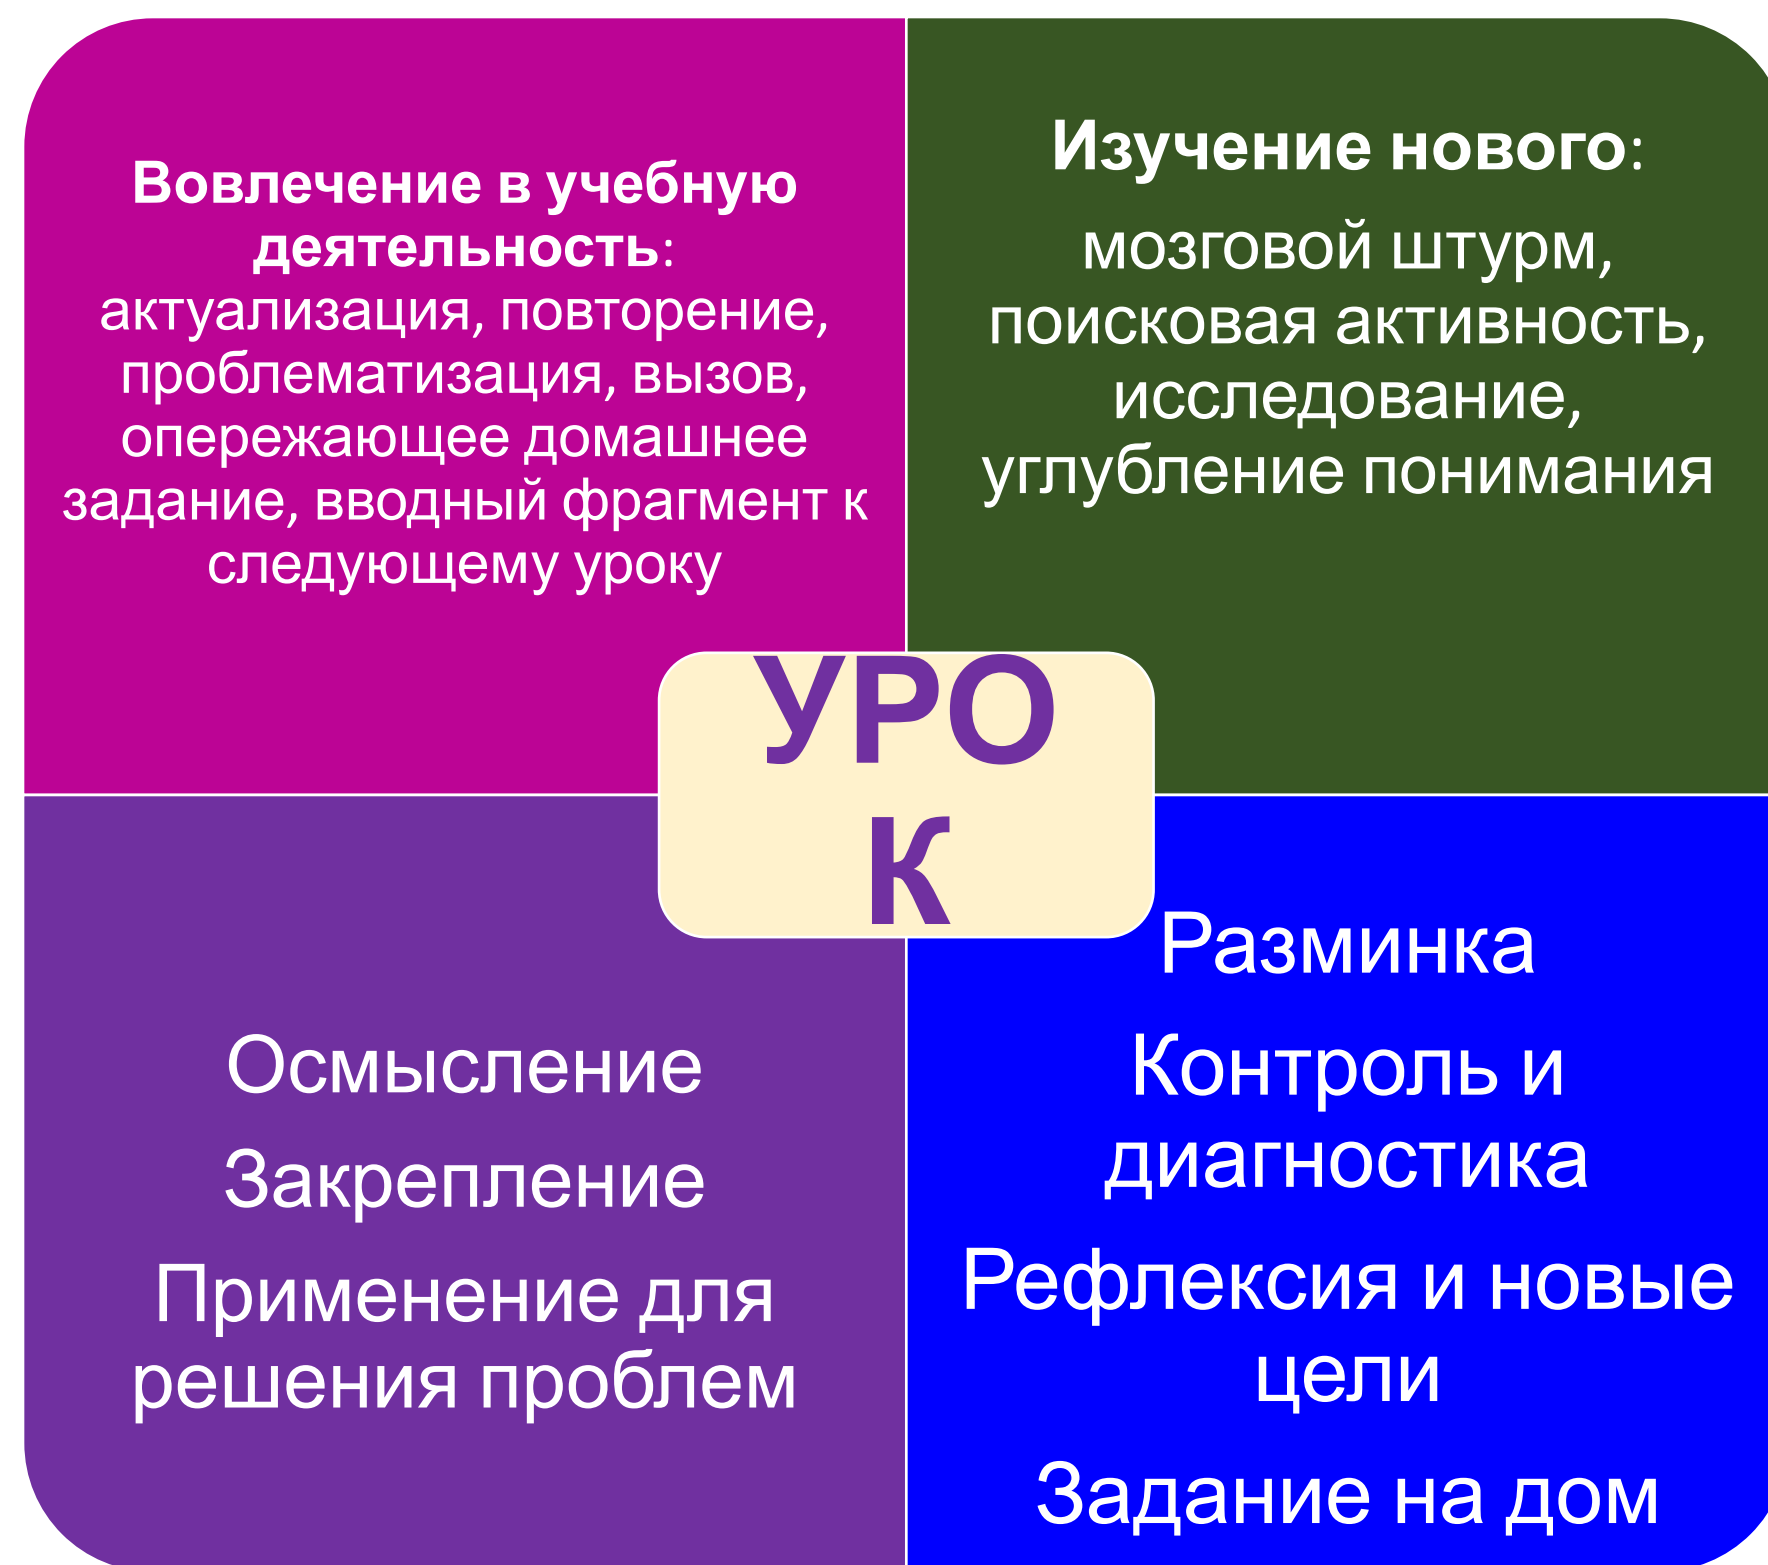 Вовлечение в учебную
деятельность:
актуализация, повторение,
проблематизация, вызов,
опережающее домашнее
задание, вводный фрагмент к
следующему уроку
Изучение нового:
мозговой штурм,
поисковая активность,
исследование,
углубление понимания
УРО
К
Осмысление
Закрепление
Применение для
решения проблем
Разминка
Контроль и
диагностика
Рефлексия и новые
цели
Задание на дом